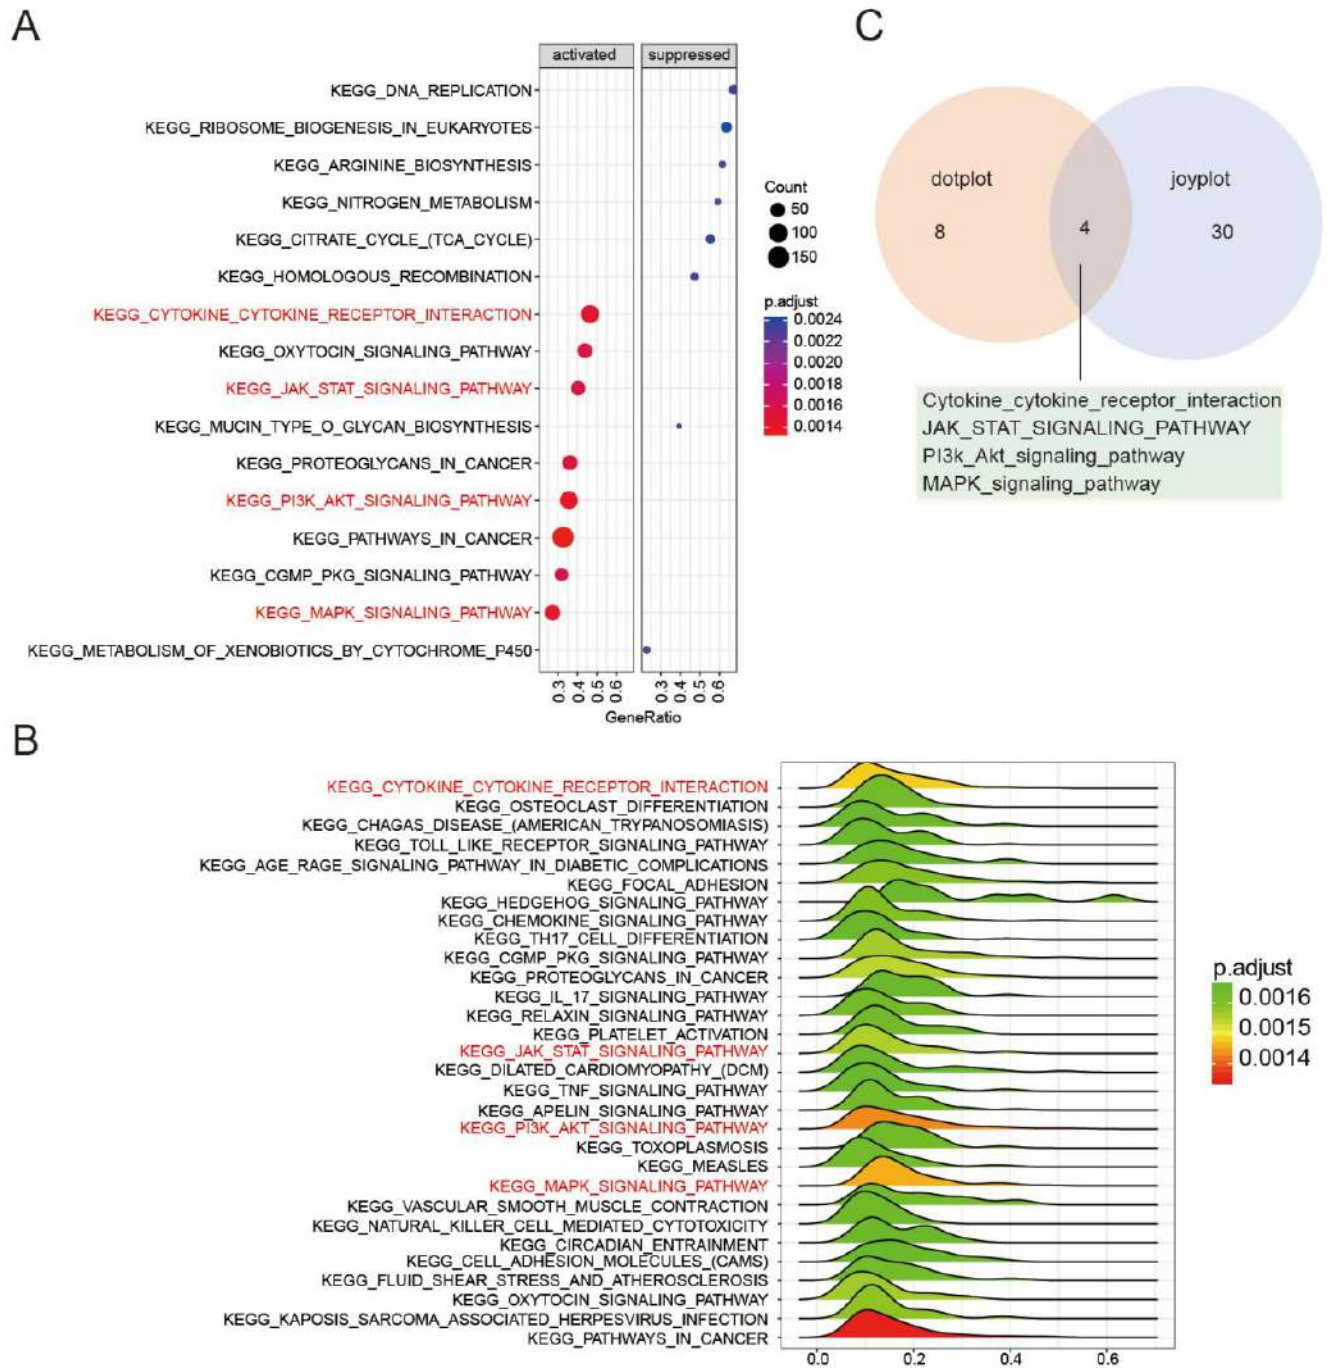 A
activated
suppressed
KEGG_DNA_REPLICATION
KEGG_RIBOSOME_BIOGENESIS_IN_EUKARYOTES
KEGG_ARGININE_BIOSYNTHESIS
KEGG_NITROGEN_METABOLISM
KEGG_CITRATE_CYCLE_(TCA_CYCLE)
KEGG_HOMOLOGOUS_RECOMBINATION
KEGG_CYTOKINE_CYTOKINE_RECEPTOR_INTERACTION
KEGG_OXYTOCIN_SIGNALING_PATHWAY
KEGG_JAK_STAT_SIGNALING_PATHWAY
KEGG_MUCIN_TYPE_O_GLYCAN_BIOSYNTHESIS
KEGG_PROTEOGLYCANS_IN_CANCER
KEGG_PI3K_AKT_SIGNALING_PATHWAY
KEGG_PATHWAYS_IN_CANCER
KEGG_CGMP_PKG_SIGNALING_PATHWAY
KEGG_MAPK_SIGNALING_PATHWAY
KEGG_METABOLISM_OF_XENOBIOTICS_BY_CYTOCHROME_P450
0.3 0.4 0.5 0.6
0.3 0.4 0.5 0.6
GeneRatio
Count
50
100
150
p.adjust
0.0024
0.0022
0.0020
0.0018
0.0016
0.0014
C
dotplot
joyplot
8
4
30
Cytokine_cytokine_receptor_interaction
JAK_STAT_SIGNALING_PATHWAY
PI3k_Akt_signaling_pathway
MAPK_signaling_pathway
B
KEGG_CYTOKINE_CYTOKINE_RECEPTOR_INTERACTION
KEGG_OSTEOCLAST_DIFFERENTIATION
KEGG_CHAGAS_DISEASE_(AMERICAN_TRYPANOSOMIASIS)
KEGG_TOLL_LIKE_RECEPTOR_SIGNALING_PATHWAY
KEGG_AGE_RAGE_SIGNALING_PATHWAY_IN_DIABETIC_COMPLICATIONS
KEGG_FOCAL_ADHESION
KEGG_HEDGEHOG_SIGNALING_PATHWAY
KEGG_CHEMOKINE_SIGNALING_PATHWAY
KEGG_TH17_CELL_DIFFERENTIATION
KEGG_CGMP_PKG_SIGNALING_PATHWAY
KEGG_PROTEOGLYCANS_IN_CANCER
KEGG_IL_17_SIGNALING_PATHWAY
KEGG_RELAXIN_SIGNALING_PATHWAY
KEGG_PLATELET_ACTIVATION
KEGG_JAK_STAT_SIGNALING_PATHWAY
KEGG_DILATED_CARDIOMYOPATHY_(DCM)
KEGG_TNF_SIGNALING_PATHWAY
KEGG_APELIN_SIGNALING_PATHWAY
KEGG_PI3K_AKT_SIGNALING_PATHWAY
KEGG_TOXOPLASMOSIS
KEGG_MEASLES
KEGG_MAPK_SIGNALING_PATHWAY
KEGG_VASCULAR_SMOOTH_MUSCLE_CONTRACTION
KEGG_NATURAL_KILLER_CELL_MEDIATED_CYTOTOXICITY
KEGG_CIRCADIAN_ENTRAINMENT
KEGG_CELL_ADHESION_MOLECULES_(CAMS)
KEGG_FLUID_SHEAR_STRESS_AND_ATHEROSCLEROSIS
KEGG_OXYTOCIN_SIGNALING_PATHWAY
KEGG_KAPOSIS_SARCOMA_ASSOCIATED_HERPESVIRUS_INFECTION
KEGG_PATHWAYS_IN_CANCER
0.0 0.2 0.4 0.6
p.adjust
0.0016
0.0015
0.0014